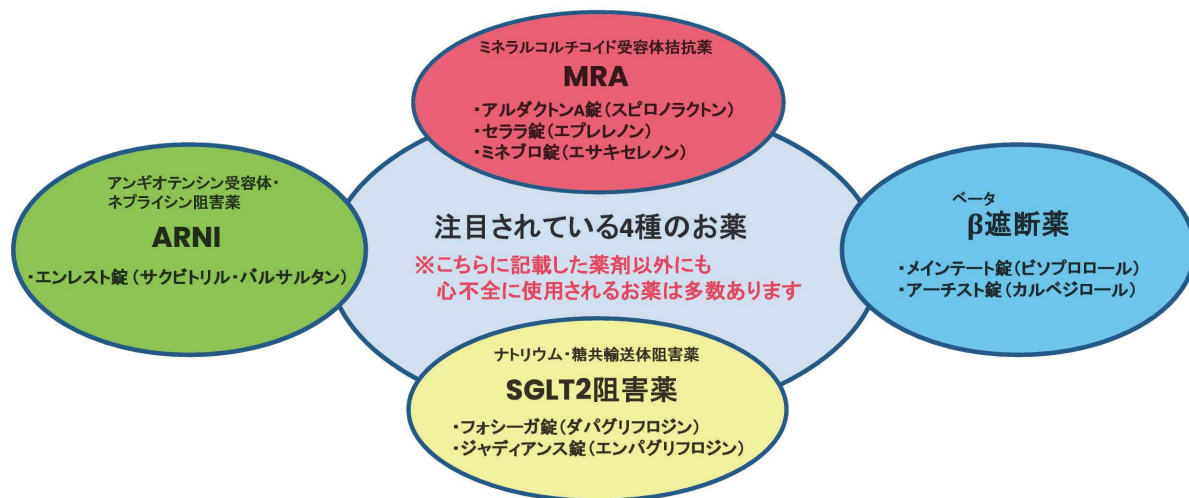 ミネラルコルチコイド受容体拮抗薬
MRA
・アルダクトンA錠(スピロノラクトン)
・セララ錠(エプレレノン)
・ミネブロ錠(エサキセレノン)
アンギオテンシン受容体・
ネプライシン阻害薬
ARNI
・エンレスト錠(サクビトリル・バルサルタン)
注目されている4種のお薬
※こちらに記載した薬剤以外にも
心不全に使用されるお薬は多数あります
ベータ
β遮断薬
・メインテート錠(ビソプロロール)
・アーチスト錠(カルベジロール)
ナトリウム・糖共輸送体阻害薬
SGLT2阻害薬
・フォシーガ錠(ダパグリフロジン)
・ジャディアンス錠(エンパグリフロジン)